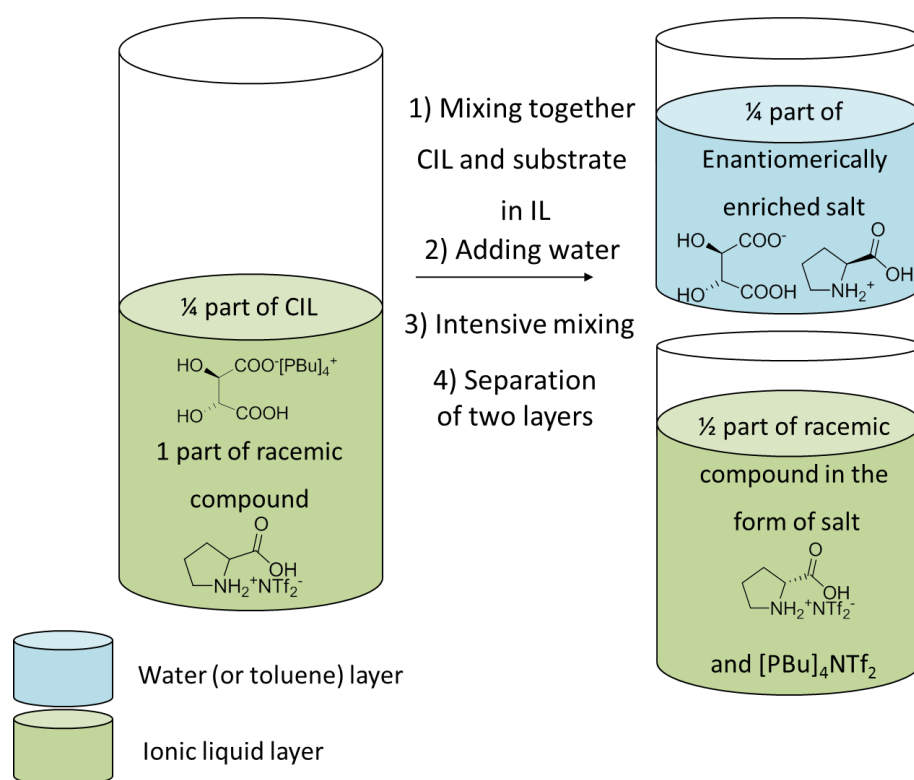 ¼ part of CIL
HO
COO⁻[PBu]₄⁺
HO
COOH
1 part of racemic
compound
O
OH
NH₂⁺NTf₂⁻
1) Mixing together
CIL and substrate
in IL
2) Adding water
3) Intensive mixing
4) Separation
of two layers
¼ part of
Enantiomerically
enriched salt
HO
COO⁻
HO
COOH
O
OH
NH₂⁺
½ part of racemic
compound in the
form of salt
O
OH
NH₂⁺NTf₂⁻
and [PBu]₄NTf₂
Water (or toluene) layer
Ionic liquid layer